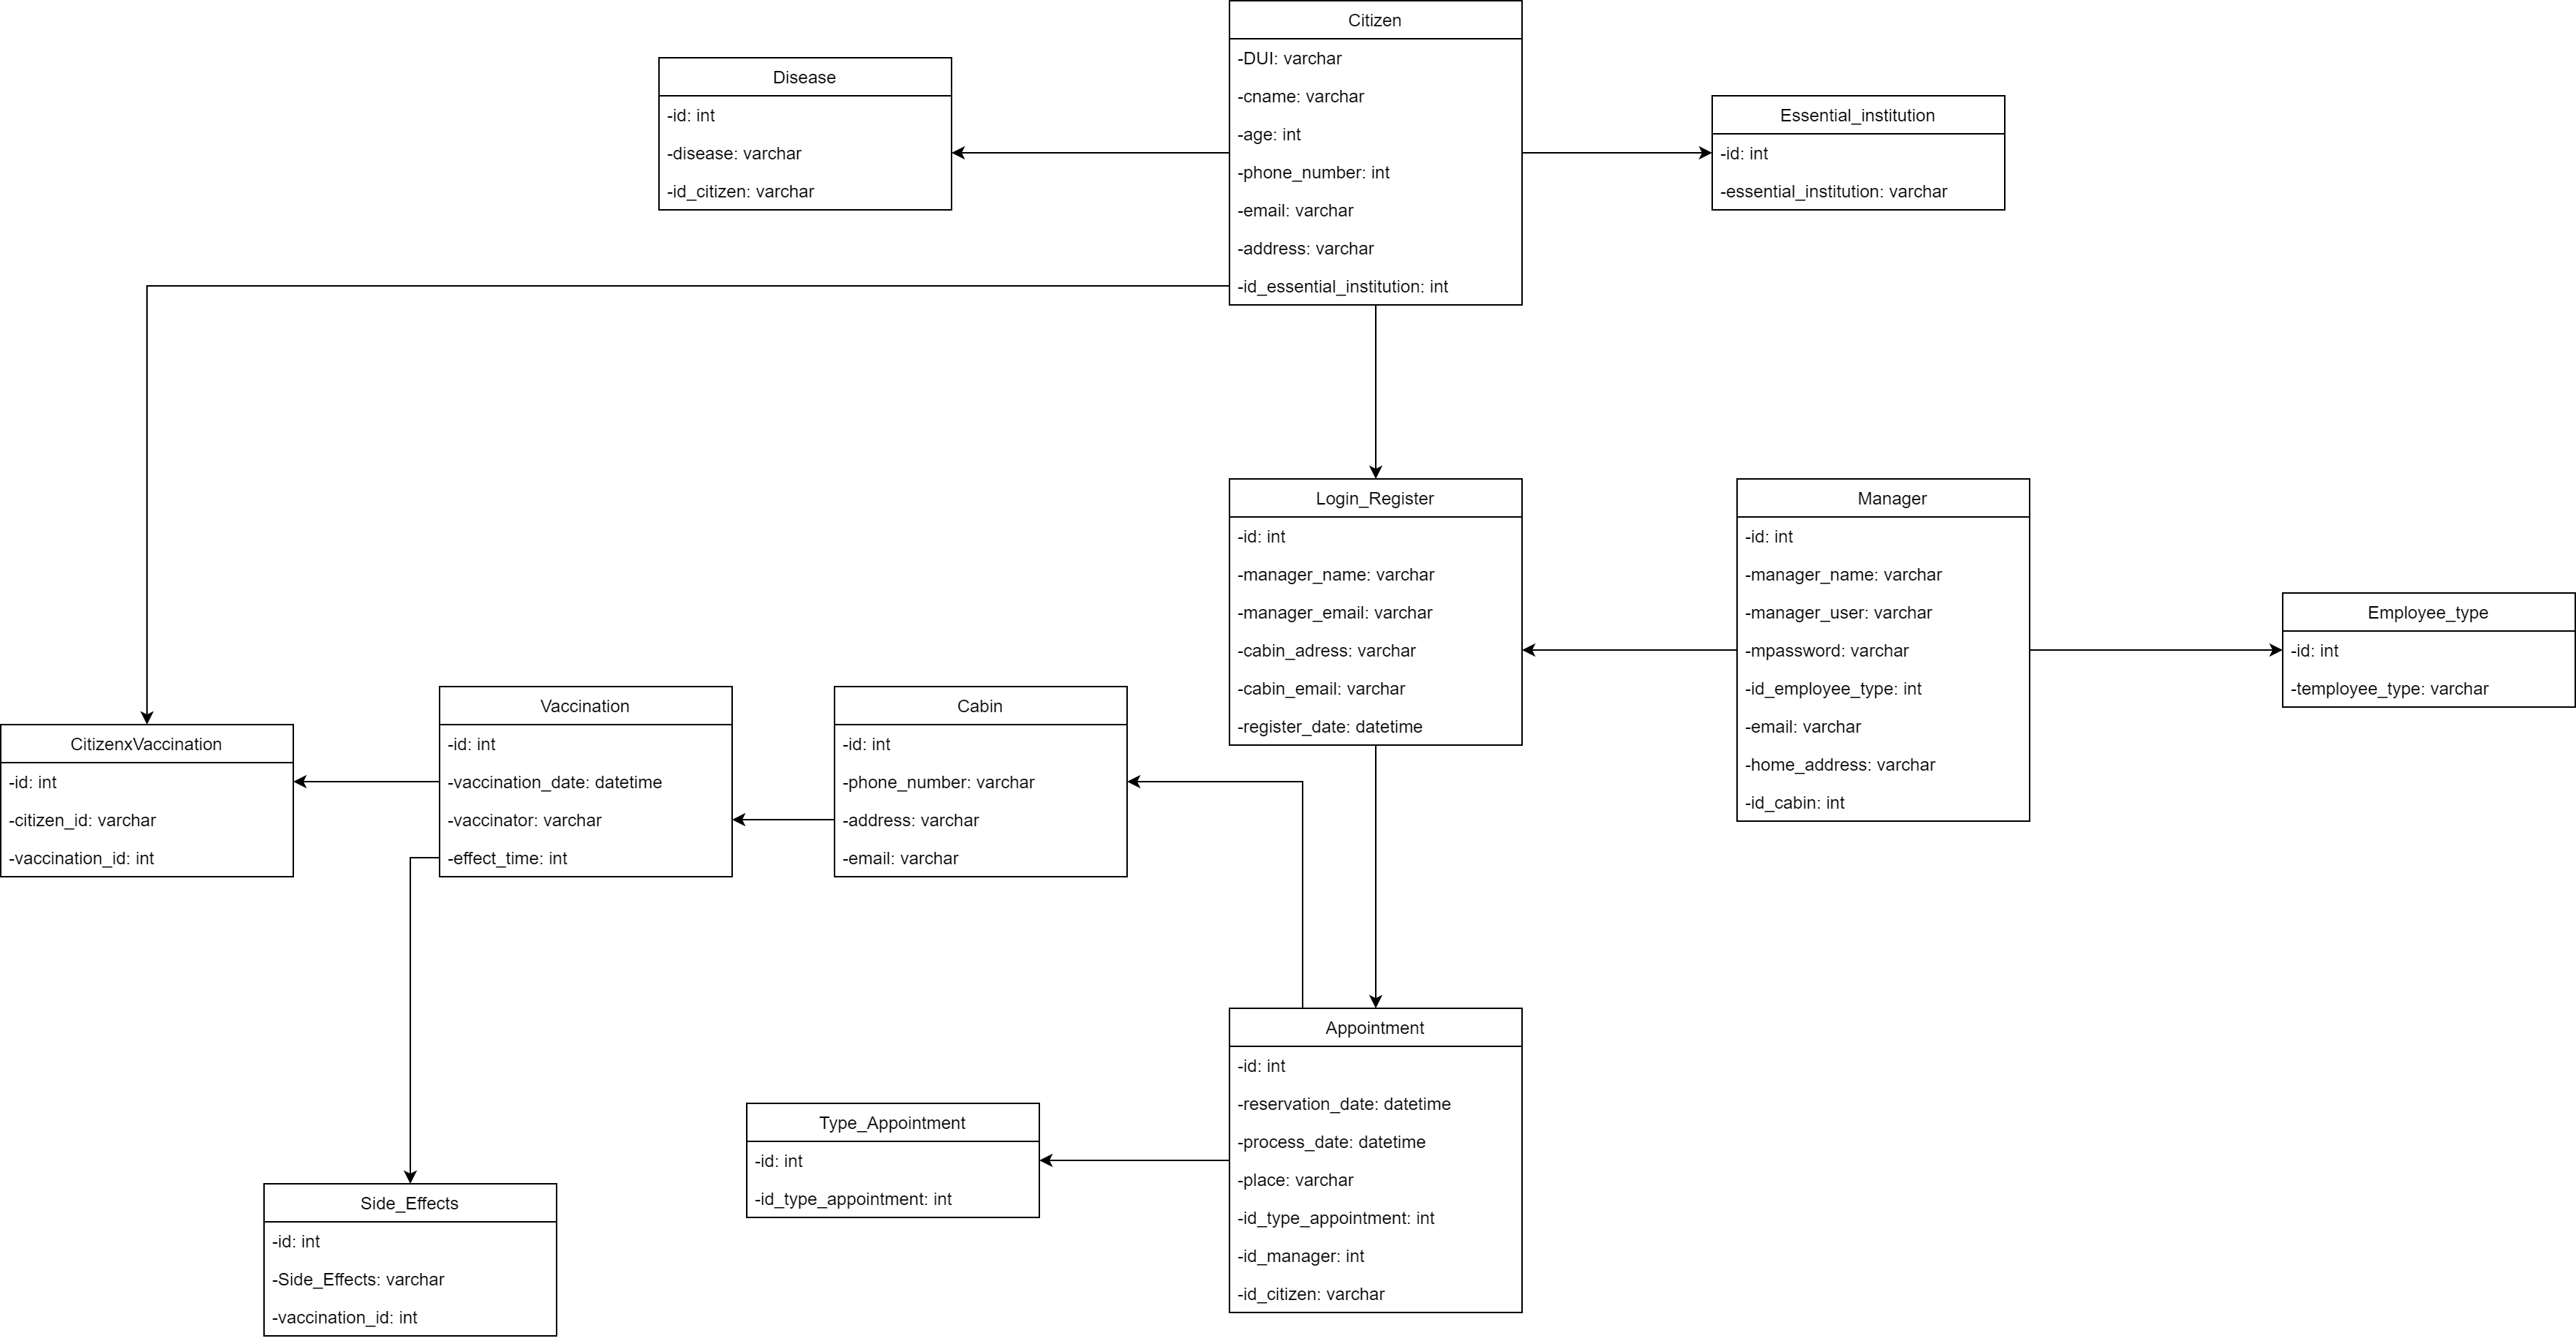 Citizen
-DUI: varchar
-cname: varchar
-age: int
-phone_number: int
-email: varchar
-address: varchar
-id_essential_institution: int
Disease
-id: int
-disease: varchar
-id_citizen: varchar
Essential_institution
-id: int
-essential_institution: varchar
Login_Register
-id: int
-manager_name: varchar
-manager_email: varchar
-cabin_adress: varchar
-cabin_email: varchar
-register_date: datetime
Manager
-id: int
-manager_name: varchar
-manager_user: varchar
-mpassword: varchar
-id_employee_type: int
-email: varchar
-home_address: varchar
-id_cabin: int
Employee_type
-id: int
-temployee_type: varchar
CitizenxVaccination
-id: int
-citizen_id: varchar
-vaccination_id: int
Vaccination
-id: int
-vaccination_date: datetime
-vaccinator: varchar
-effect_time: int
Cabin
-id: int
-phone_number: varchar
-address: varchar
-email: varchar
Appointment
-id: int
-reservation_date: datetime
-process_date: datetime
-place: varchar
-id_type_appointment: int
-id_manager: int
-id_citizen: varchar
Type_Appointment
-id: int
-id_type_appointment: int
Side_Effects
-id: int
-Side_Effects: varchar
-vaccination_id: int